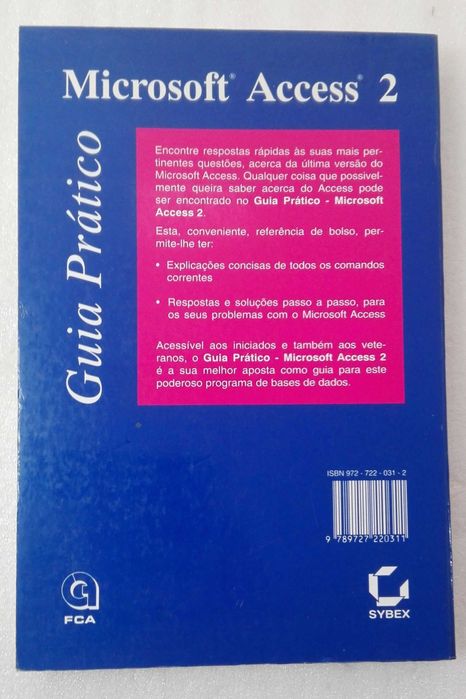 Microsoft® Access® 2
Guia Prático
Encontre respostas rápidas às suas mais per-
tinentes questões, acerca da última versão do
Microsoft Access. Qualquer coisa que possivel-
mente queira saber acerca do Access pode
ser encontrado no Guia Prático - Microsoft
Access 2.
Esta, conveniente, referência de bolso, per-
mite-lhe ter:
• Explicações concisas de todos os comandos
correntes
• Respostas e soluções passo a passo, para
os seus problemas com o Microsoft Access
Acessível aos iniciados e também aos vete-
ranos, o Guia Prático - Microsoft Access 2
é a sua melhor aposta como guia para este
poderoso programa de bases de dados.
ISBN 972 - 722 - 031 - 2
9 789727 220311
FCA
SYBEX